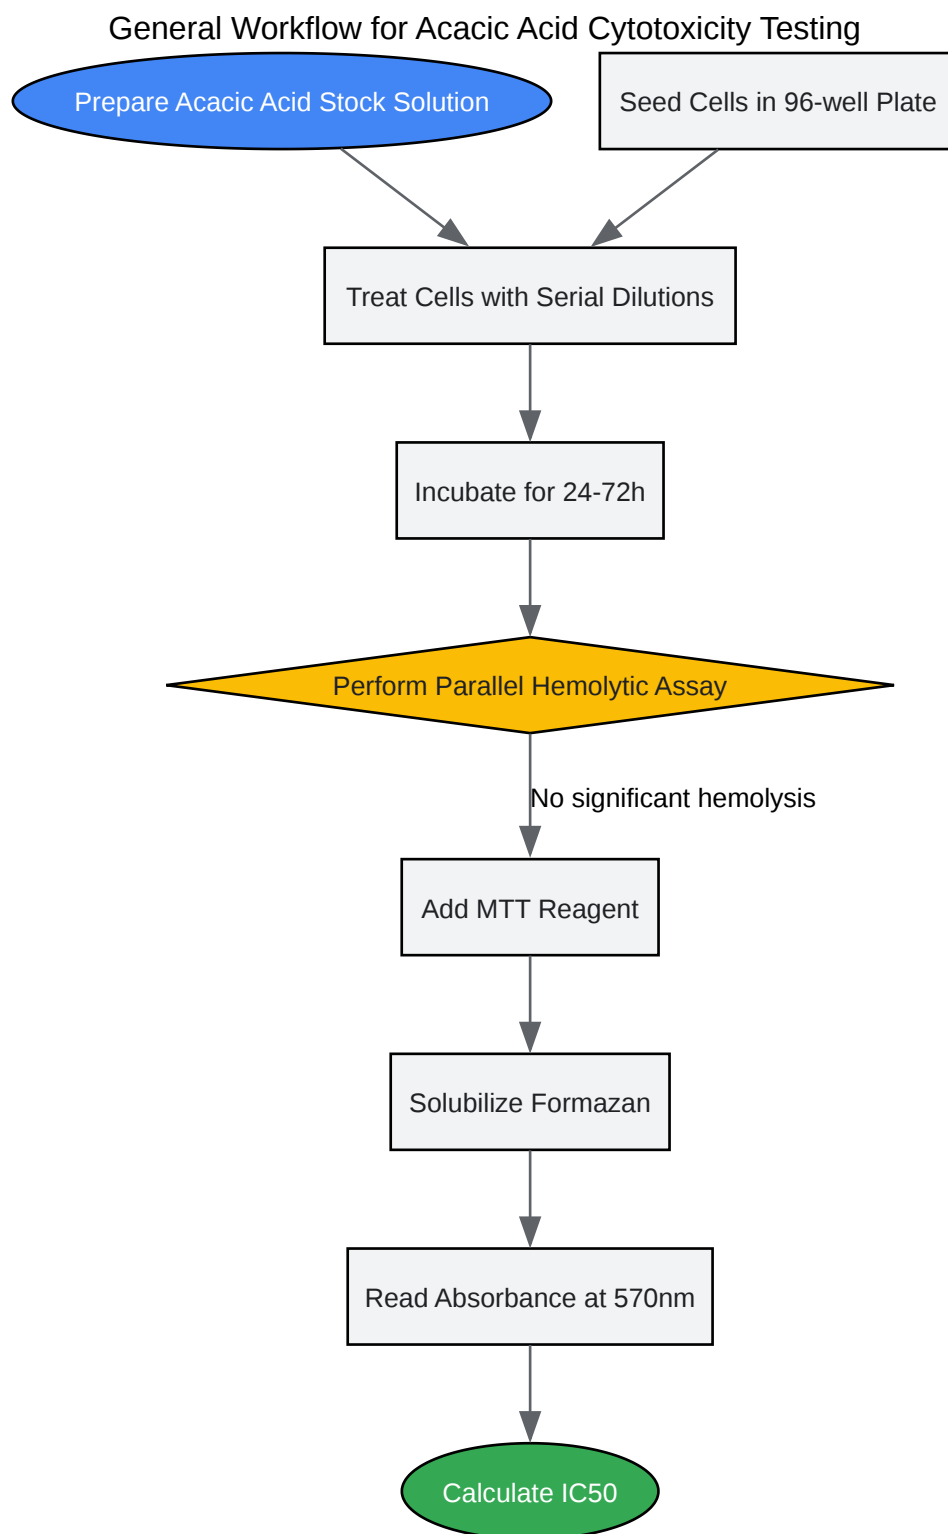 General Workflow for Acacic Acid Cytotoxicity Testing
Prepare Acacic Acid Stock Solution
Seed Cells in 96-well Plate
Treat Cells with Serial Dilutions
Incubate for 24-72h
Perform Parallel Hemolytic Assay
No significant hemolysis
Add MTT Reagent
Solubilize Formazan
Read Absorbance at 570nm
Calculate IC50